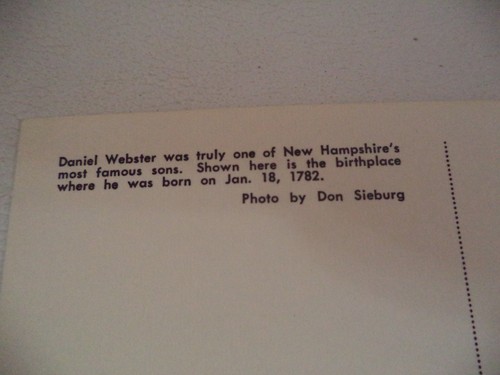 Daniel Webster was truly one of New Hampshire's
most famous sons. Shown here is the birthplace
where he was born on Jan. 18, 1782.
Photo by Don Sieburg